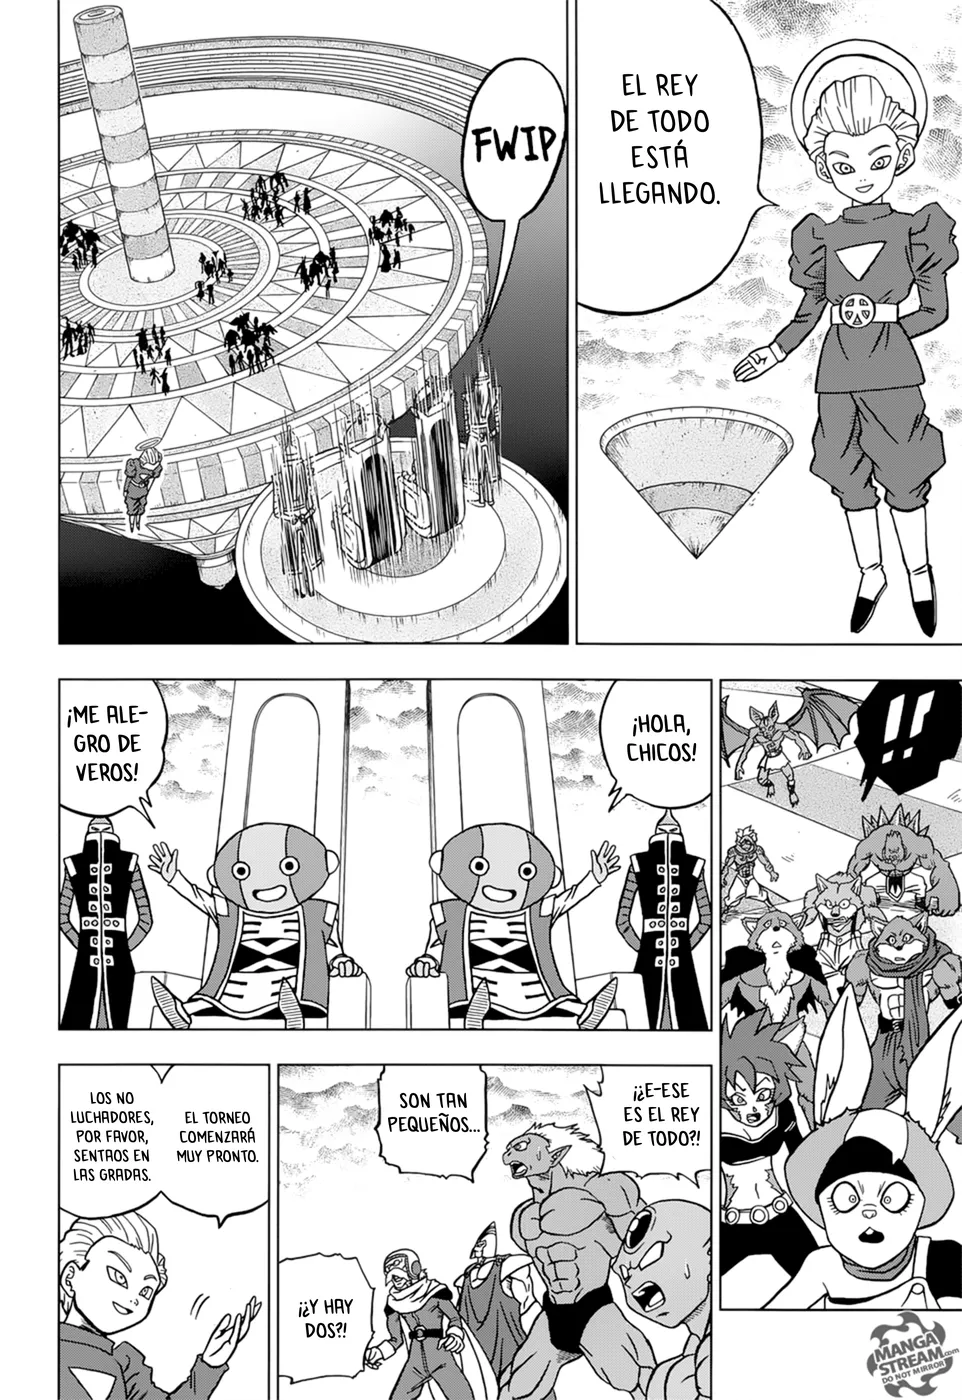 EL REY
DE TODO
ESTÁ
LLEGANDO.
FWIP
!!
¡HOLA,
CHICOS!
¡ME ALE-
GRO DE
VEROS!
¡¿E-ESE
ES EL REY
DE TODO?!
SON TAN
PEQUEÑOS...
¡¿Y HAY
DOS?!
EL TORNEO
COMENZARÁ
MUY PRONTO.
LOS NO
LUCHADORES,
POR FAVOR,
SENTAOS EN
LAS GRADAS.
MANGA
STREAM.com
DO NOT MIRROR